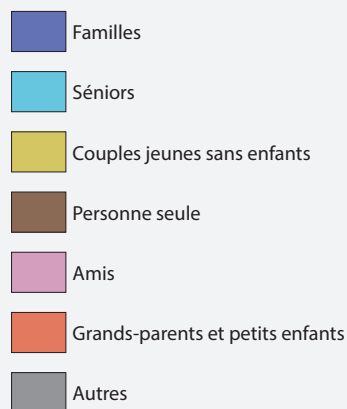 Familles
Séniors
Couples jeunes sans enfants
Personne seule
Amis
Grands-parents et petits enfants
Autres